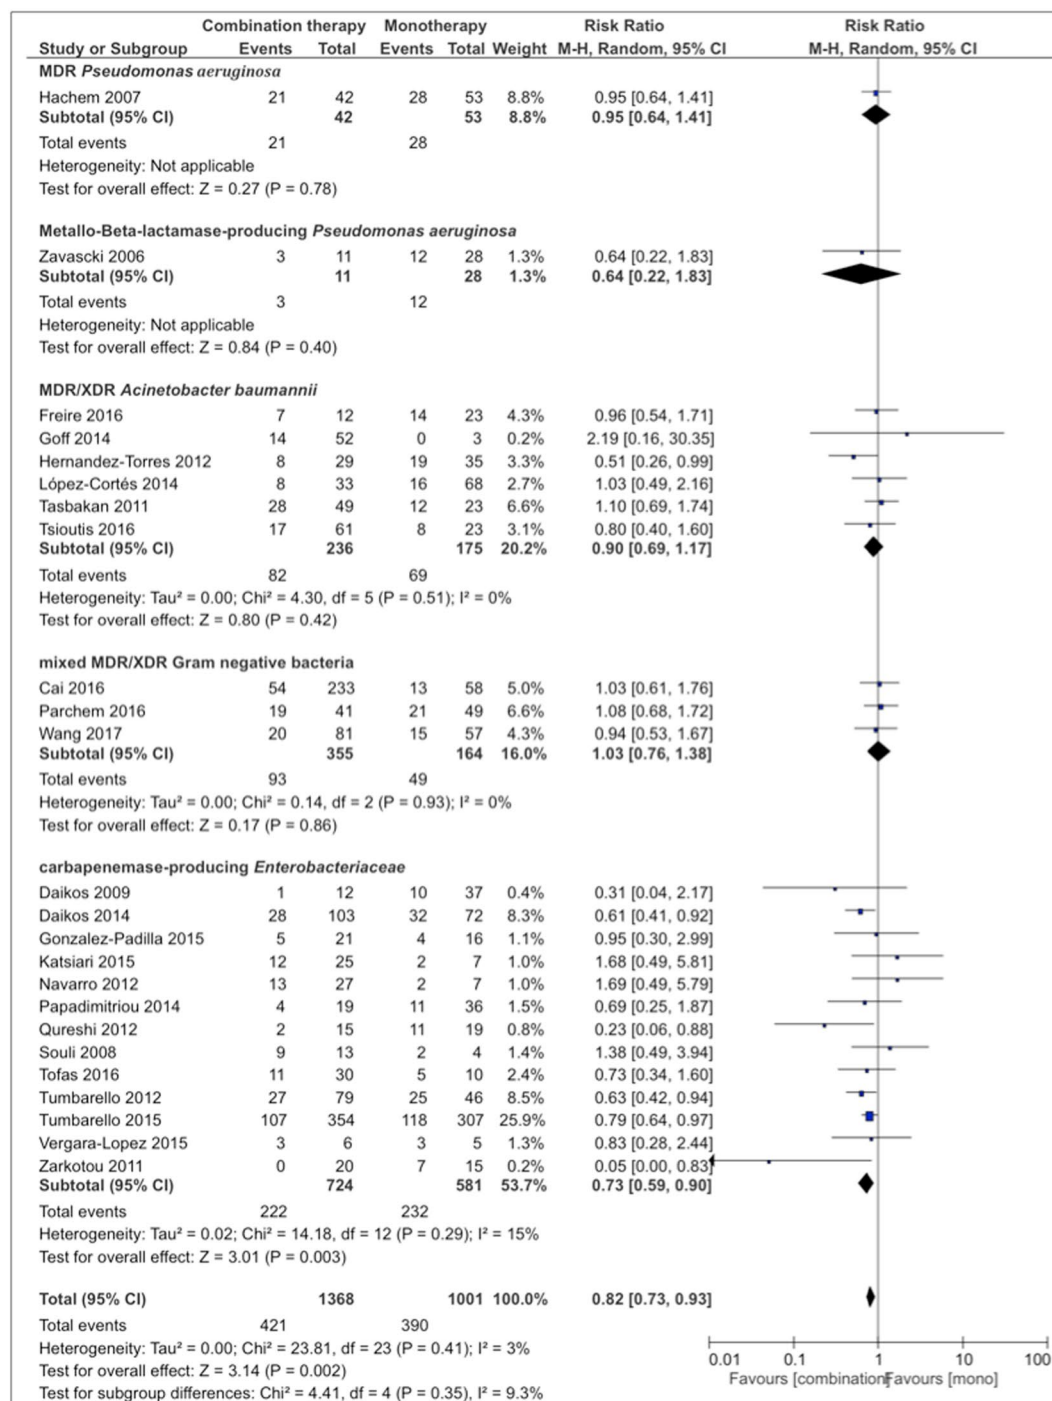 Combination therapy Monotherapy Risk Ratio Risk Ratio
Study or Subgroup Events Total Events Total Weight M-H, Random, 95% CI M-H, Random, 95% CI
MDR Pseudomonas aeruginosa
Hachem 2007 21 42 28 53 8.8% 0.95 [0.64, 1.41]
Subtotal (95% CI) 42 53 8.8% 0.95 [0.64, 1.41]
Total events 21 28
Heterogeneity: Not applicable
Test for overall effect: Z = 0.27 (P = 0.78)
Metallo-Beta-lactamase-producing Pseudomonas aeruginosa
Zavascki 2006 3 11 12 28 1.3% 0.64 [0.22, 1.83]
Subtotal (95% CI) 11 28 1.3% 0.64 [0.22, 1.83]
Total events 3 12
Heterogeneity: Not applicable
Test for overall effect: Z = 0.84 (P = 0.40)
MDR/XDR Acinetobacter baumannii
Freire 2016 7 12 14 23 4.3% 0.96 [0.54, 1.71]
Goff 2014 14 52 0 3 0.2% 2.19 [0.16, 30.35]
Hernandez-Torres 2012 8 29 19 35 3.3% 0.51 [0.26, 0.99]
López-Cortés 2014 8 33 16 68 2.7% 1.03 [0.49, 2.16]
Tasbakan 2011 28 49 12 23 6.6% 1.10 [0.69, 1.74]
Tsioutis 2016 17 61 8 23 3.1% 0.80 [0.40, 1.60]
Subtotal (95% CI) 236 175 20.2% 0.90 [0.69, 1.17]
Total events 82 69
Heterogeneity: Tau² = 0.00; Chi² = 4.30, df = 5 (P = 0.51); I² = 0%
Test for overall effect: Z = 0.80 (P = 0.42)
mixed MDR/XDR Gram negative bacteria
Cai 2016 54 233 13 58 5.0% 1.03 [0.61, 1.76]
Parchem 2016 19 41 21 49 6.6% 1.08 [0.68, 1.72]
Wang 2017 20 81 15 57 4.3% 0.94 [0.53, 1.67]
Subtotal (95% CI) 355 164 16.0% 1.03 [0.76, 1.38]
Total events 93 49
Heterogeneity: Tau² = 0.00; Chi² = 0.14, df = 2 (P = 0.93); I² = 0%
Test for overall effect: Z = 0.17 (P = 0.86)
carbapenemase-producing Enterobacteriaceae
Daikos 2009 1 12 10 37 0.4% 0.31 [0.04, 2.17]
Daikos 2014 28 103 32 72 8.3% 0.61 [0.41, 0.92]
Gonzalez-Padilla 2015 5 21 4 16 1.1% 0.95 [0.30, 2.99]
Katsiari 2015 12 25 2 7 1.0% 1.68 [0.49, 5.81]
Navarro 2012 13 27 2 7 1.0% 1.69 [0.49, 5.79]
Papadimitriou 2014 4 19 11 36 1.5% 0.69 [0.25, 1.87]
Qureshi 2012 2 15 11 19 0.8% 0.23 [0.06, 0.88]
Souli 2008 9 13 2 4 1.4% 1.38 [0.49, 3.94]
Tofas 2016 11 30 5 10 2.4% 0.73 [0.34, 1.60]
Tumbarello 2012 27 79 25 46 8.5% 0.63 [0.42, 0.94]
Tumbarello 2015 107 354 118 307 25.9% 0.79 [0.64, 0.97]
Vergara-Lopez 2015 3 6 3 5 1.3% 0.83 [0.28, 2.44]
Zarkotou 2011 0 20 7 15 0.2% 0.05 [0.00, 0.83]
Subtotal (95% CI) 724 581 53.7% 0.73 [0.59, 0.90]
Total events 222 232
Heterogeneity: Tau² = 0.02; Chi² = 14.18, df = 12 (P = 0.29); I² = 15%
Test for overall effect: Z = 3.01 (P = 0.003)
Total (95% CI) 1368 1001 100.0% 0.82 [0.73, 0.93]
Total events 421 390
Heterogeneity: Tau² = 0.00; Chi² = 23.81, df = 23 (P = 0.41); I² = 3%
Test for overall effect: Z = 3.14 (P = 0.002)
Test for subgroup differences: Chi² = 4.41, df = 4 (P = 0.35), I² = 9.3%
0.01 0.1 1 10 100
Favours [combination] Favours [mono]